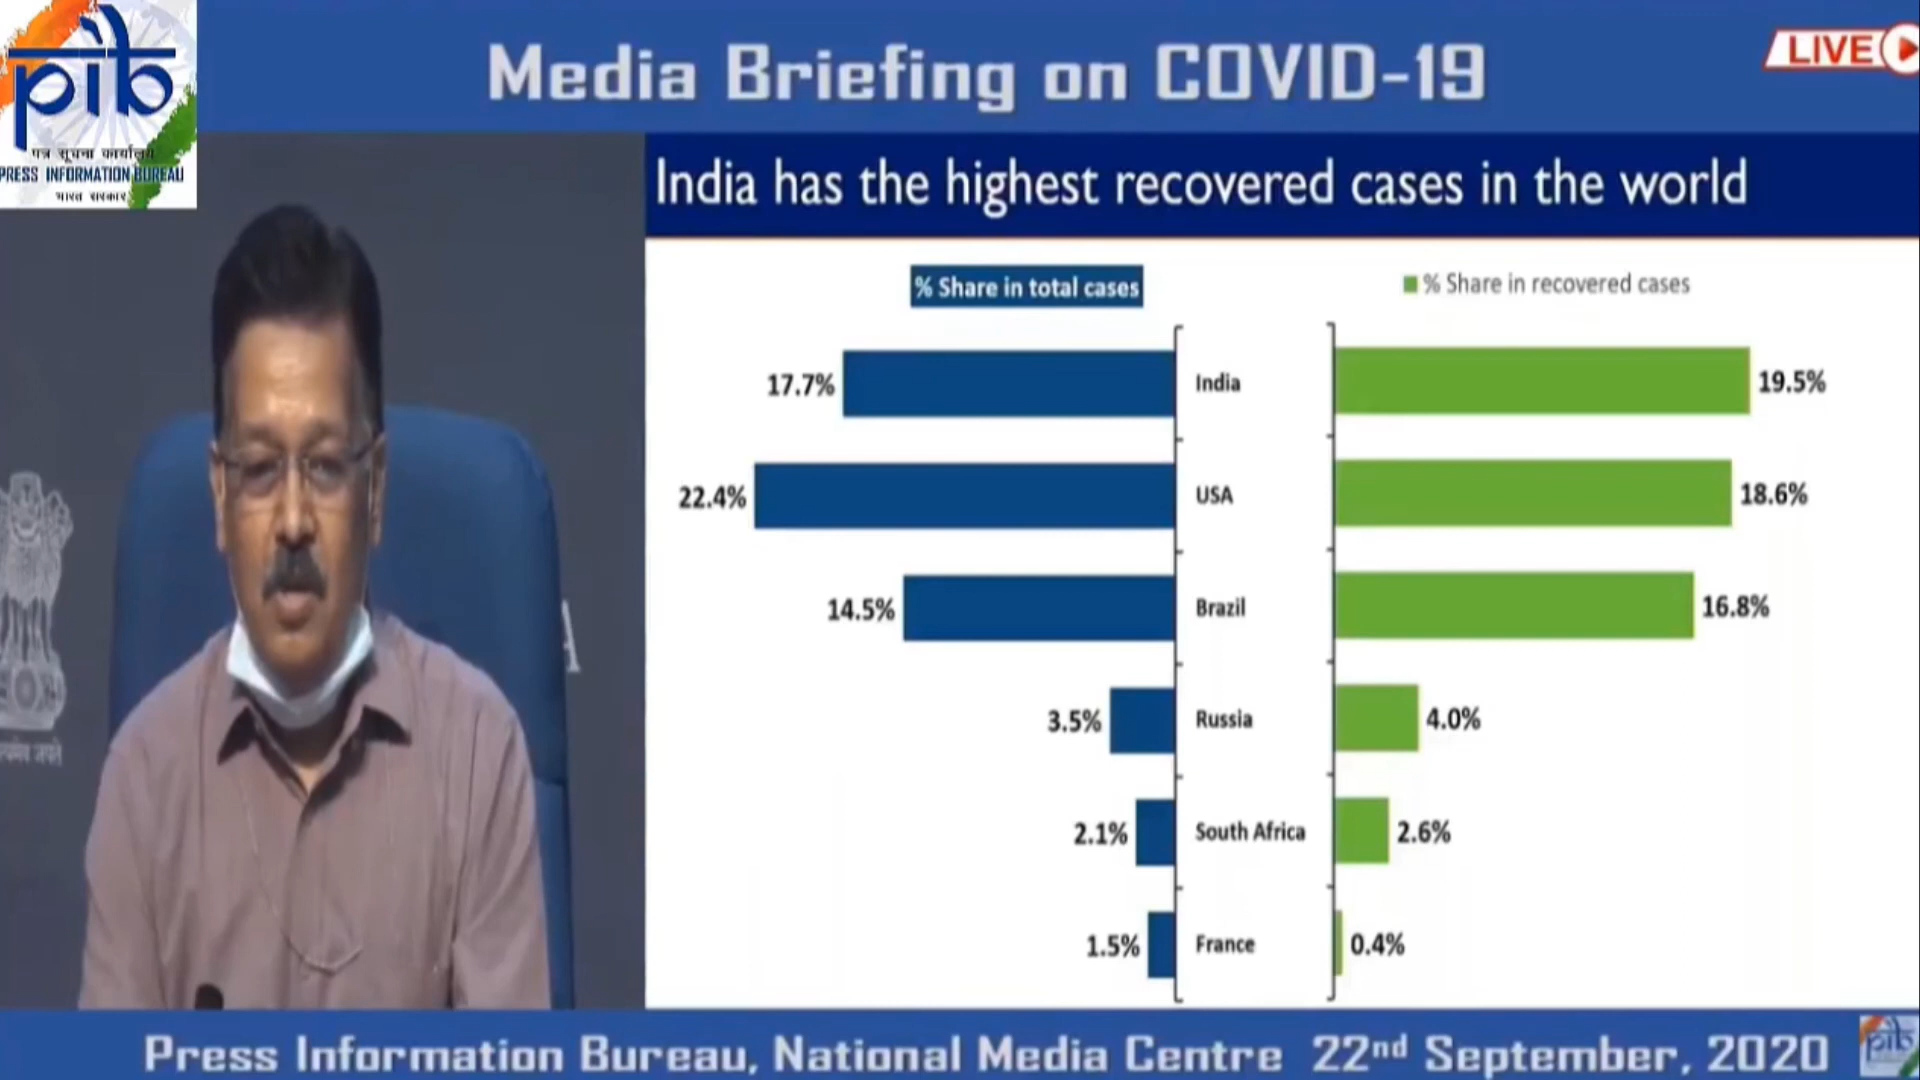 pib
पत्र सूचना कार्यालय
PRESS INFORMATION BUREAU
भारत सरकार
Media Briefing on COVID-19
LIVE
India has the highest recovered cases in the world
% Share in total cases
% Share in recovered cases
17.7% India 19.5%
22.4% USA 18.6%
14.5% Brazil 16.8%
3.5% Russia 4.0%
2.1% South Africa 2.6%
1.5% France 0.4%
A
Press Information Bureau, National Media Centre 22nd September, 2020
pib